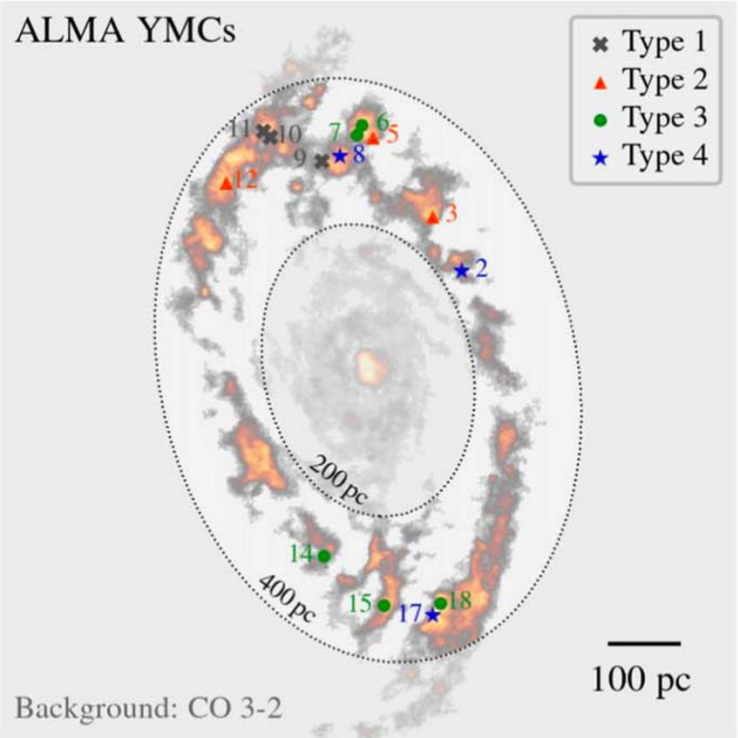 ALMA YMCs
Type 1
Type 2
Type 3
Type 4
11 10
7 6 5
9 8
12
3
2
200 pc
14
400 pc
15 17 18
100 pc
Background: CO 3-2